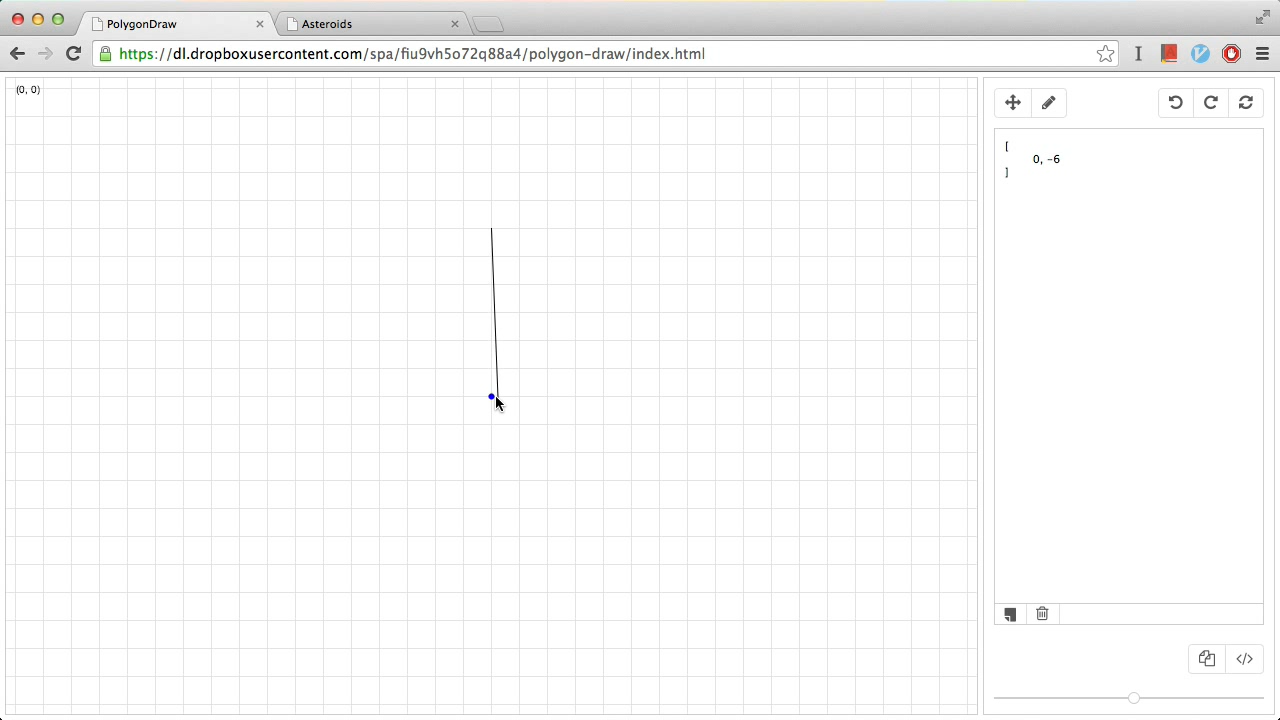 PolygonDraw
Asteroids
https://dl.dropboxusercontent.com/spa/fiu9vh5o72q88a4/polygon-draw/index.html
(0, 0)
[
0, -6
]